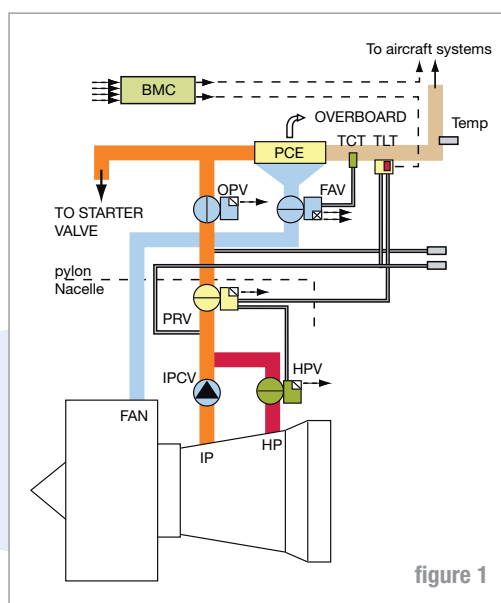 To aircraft systems
BMC
OVERBOARD
Temp
TCT TLT
PCE
OPV
FAV
TO STARTER
VALVE
pylon
Nacelle
PRV
IPCV
HPV
FAN
HP
IP
figure 1